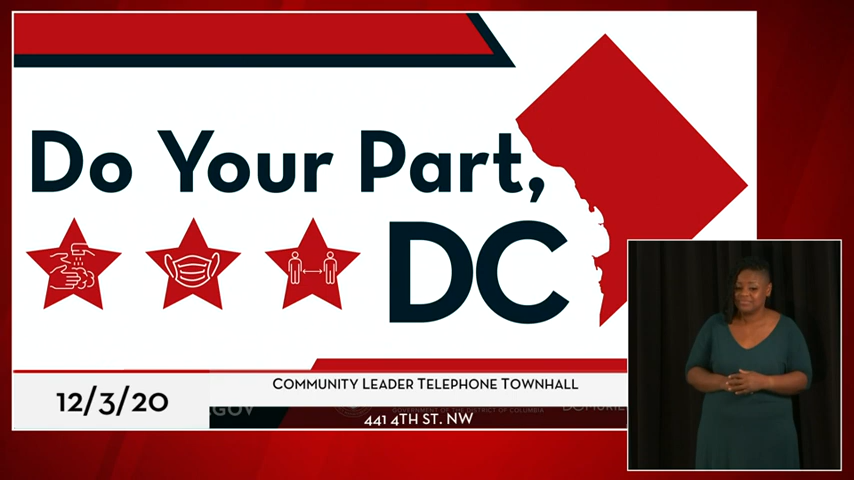 Do Your Part,
DC
12/3/20
COMMUNITY LEADER TELEPHONE TOWNHALL
441 4TH ST. NW